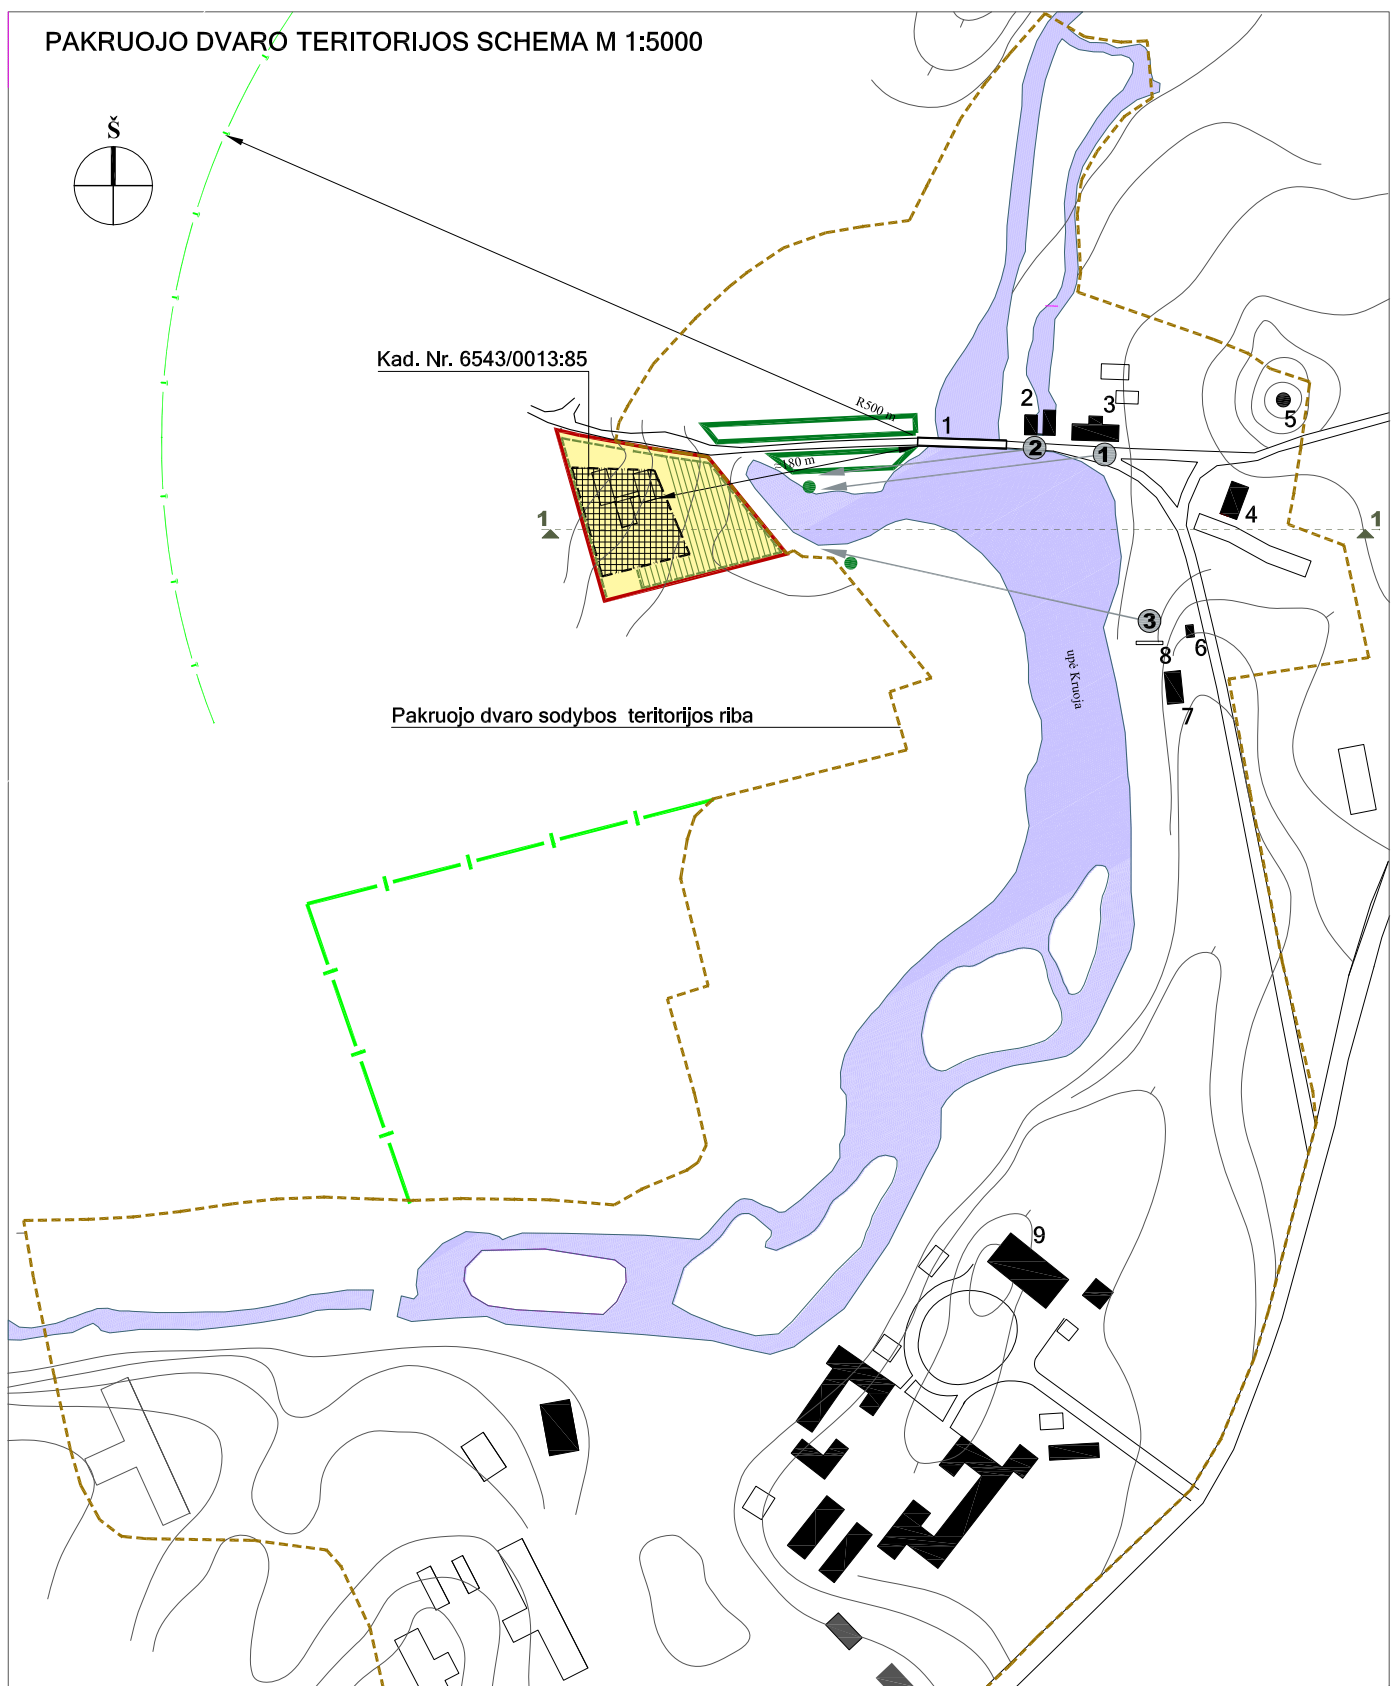 PAKRUOJO DVARO TERITORIJOS SCHEMA M 1:5000
Š
Kad. Nr. 6543/0013:85
R500 m
1
2
3
5
2
1
~180 m
4
1
1
3
8
6
7
upė Kruoja
Pakruojo dvaro sodybos teritorijos riba
9